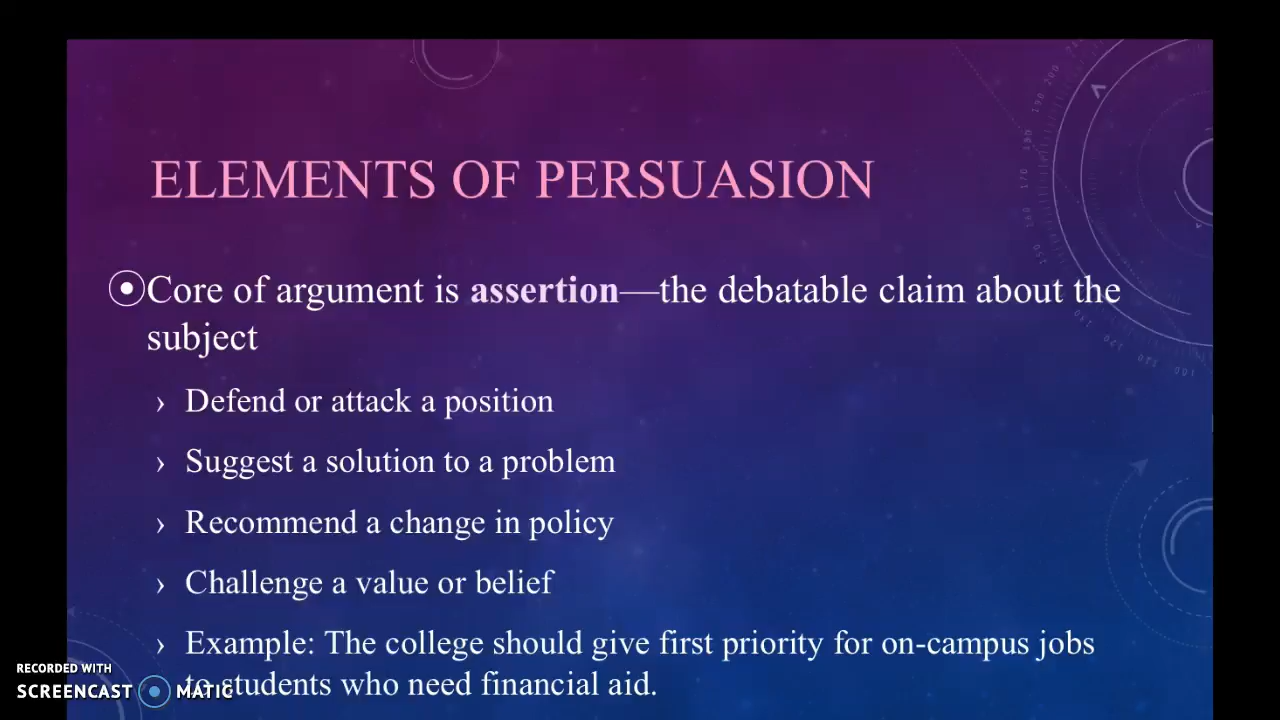 ELEMENTS OF PERSUASION
Core of argument is assertion—the debatable claim about the
subject
› Defend or attack a position
› Suggest a solution to a problem
› Recommend a change in policy
› Challenge a value or belief
› Example: The college should give first priority for on-campus jobs
to students who need financial aid.
RECORDED WITH
SCREENCAST MATIC